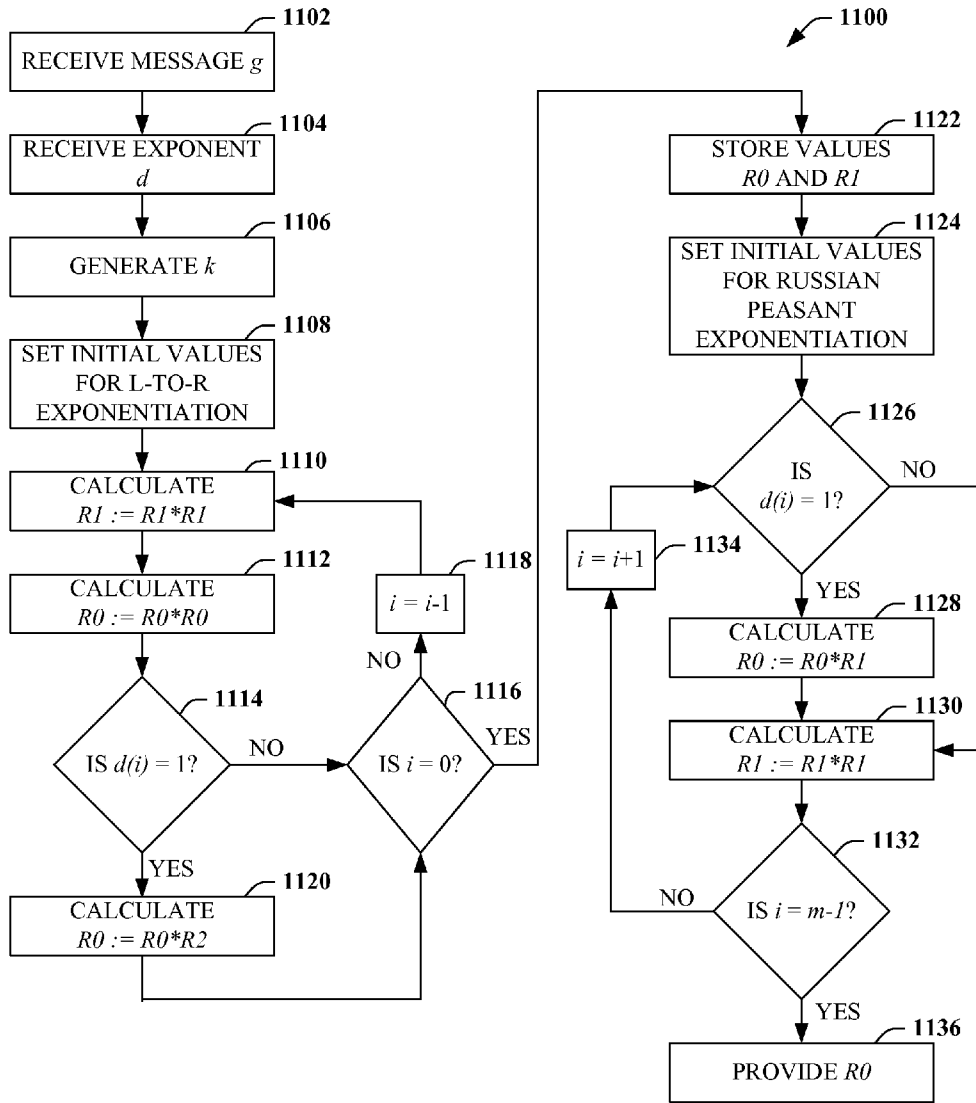 1100
1102
RECEIVE MESSAGE g
1104
RECEIVE EXPONENT
d
1106
GENERATE k
1108
SET INITIAL VALUES
FOR L-TO-R
EXPONENTIATION
1110
CALCULATE
R1 := R1*R1
1112
CALCULATE
R0 := R0*R0
1114
IS d(i) = 1?
NO
YES
1120
CALCULATE
R0 := R0*R2
1116
IS i = 0?
NO
YES
1118
i = i-1
1122
STORE VALUES
R0 AND R1
1124
SET INITIAL VALUES
FOR RUSSIAN
PEASANT
EXPONENTIATION
1126
IS
d(i) = 1?
NO
YES
1134
i = i+1
1128
CALCULATE
R0 := R0*R1
1130
CALCULATE
R1 := R1*R1
1132
IS i = m-1?
NO
YES
1136
PROVIDE R0